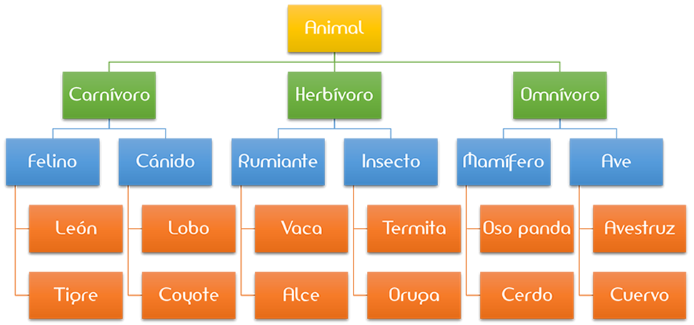 Animal
Carnívoro Herbívoro Omnívoro
Felino Cánido Rumiante Insecto Mamífero Ave
León Lobo Vaca Termita Oso panda Avestruz
Tigre Coyote Alce Oruga Cerdo Cuervo